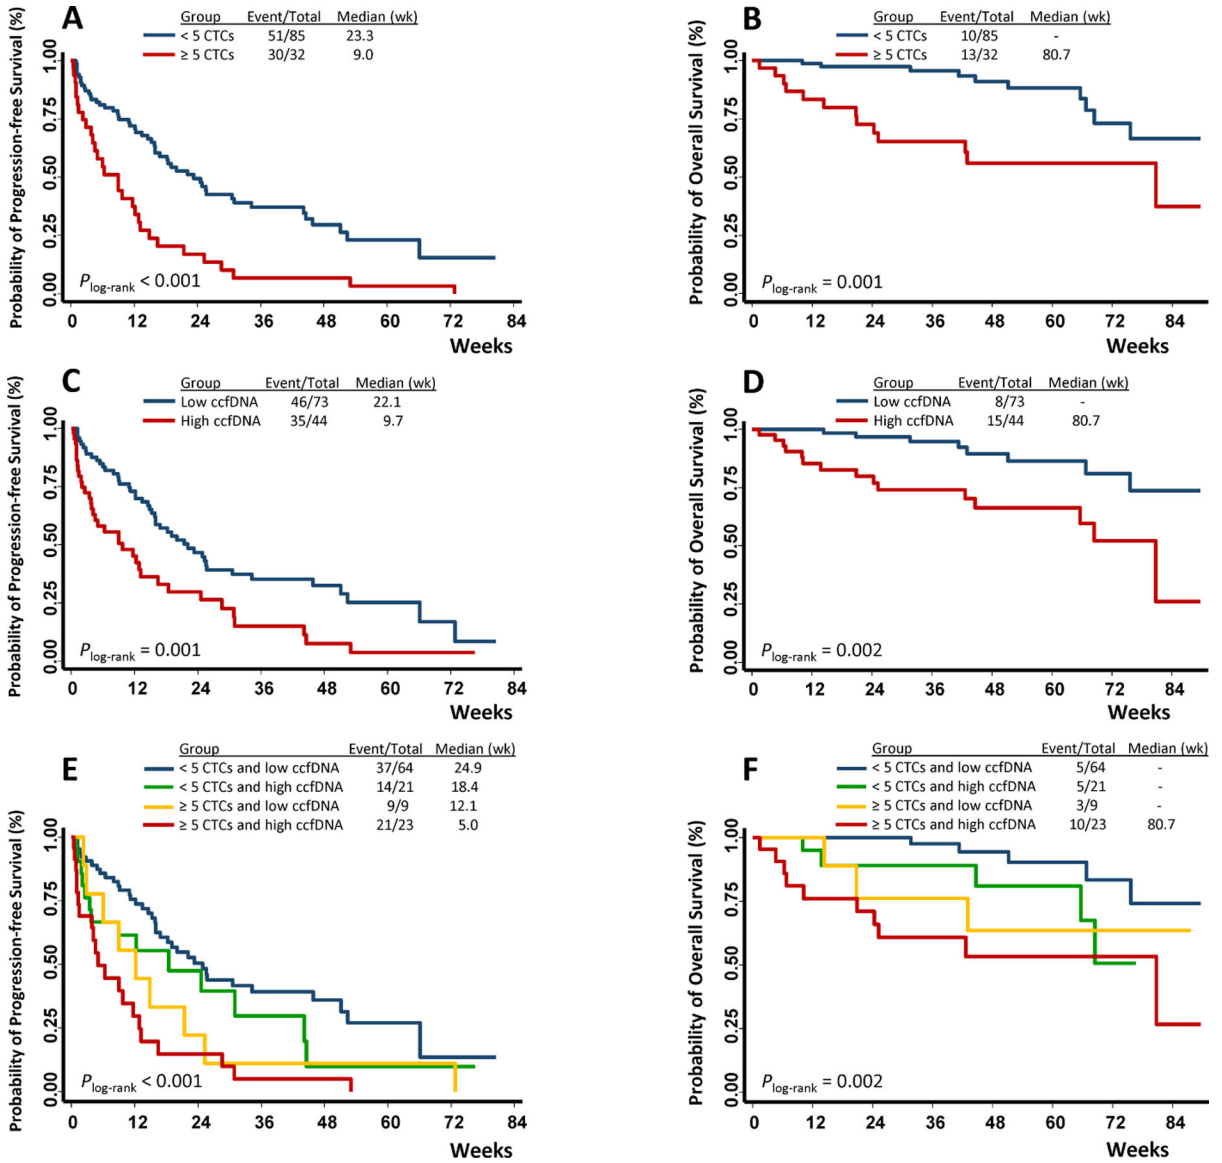 A
Group Event/Total Median (wk)
< 5 CTCs 51/85 23.3
≥ 5 CTCs 30/32 9.0
Probability of Progression-free Survival (%)
1.00
0.75
0.50
0.25
0.00
Plog-rank < 0.001
0 12 24 36 48 60 72 84
Weeks
B
Group Event/Total Median (wk)
< 5 CTCs 10/85 -
≥ 5 CTCs 13/32 80.7
Probability of Overall Survival (%)
1.00
0.75
0.50
0.25
0.00
Plog-rank = 0.001
0 12 24 36 48 60 72 84
Weeks
C
Group Event/Total Median (wk)
Low ccfDNA 46/73 22.1
High ccfDNA 35/44 9.7
Probability of Progression-free Survival (%)
1.00
0.75
0.50
0.25
0.00
Plog-rank = 0.001
0 12 24 36 48 60 72 84
Weeks
D
Group Event/Total Median (wk)
Low ccfDNA 8/73 -
High ccfDNA 15/44 80.7
Probability of Overall Survival (%)
1.00
0.75
0.50
0.25
0.00
Plog-rank = 0.002
0 12 24 36 48 60 72 84
Weeks
E
Group Event/Total Median (wk)
< 5 CTCs and low ccfDNA 37/64 24.9
< 5 CTCs and high ccfDNA 14/21 18.4
≥ 5 CTCs and low ccfDNA 9/9 12.1
≥ 5 CTCs and high ccfDNA 21/23 5.0
Probability of Progression-free Survival (%)
1.00
0.75
0.50
0.25
0.00
Plog-rank < 0.001
0 12 24 36 48 60 72 84
Weeks
F
Group Event/Total Median (wk)
< 5 CTCs and low ccfDNA 5/64 -
< 5 CTCs and high ccfDNA 5/21 -
≥ 5 CTCs and low ccfDNA 3/9 -
≥ 5 CTCs and high ccfDNA 10/23 80.7
Probability of Overall Survival (%)
1.00
0.75
0.50
0.25
0.00
Plog-rank = 0.002
0 12 24 36 48 60 72 84
Weeks